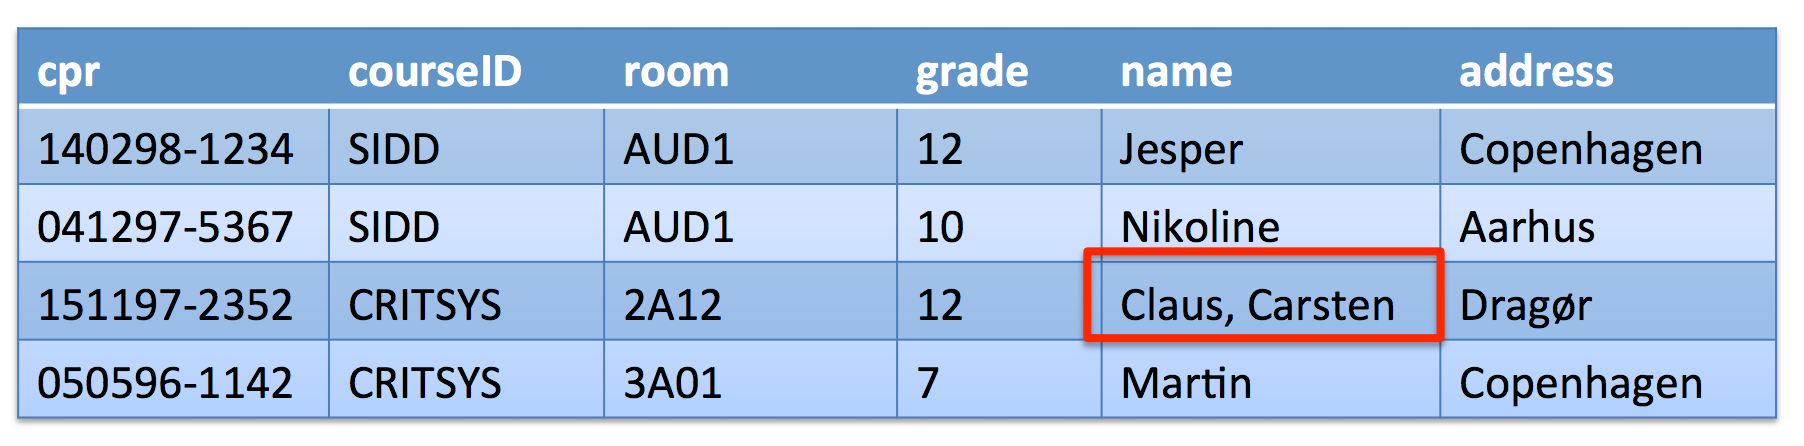 cpr courseID room grade name address
140298-1234 SIDD AUD1 12 Jesper Copenhagen
041297-5367 SIDD AUD1 10 Nikoline Aarhus
151197-2352 CRITSYS 2A12 12 Claus, Carsten Dragør
050596-1142 CRITSYS 3A01 7 Martin Copenhagen